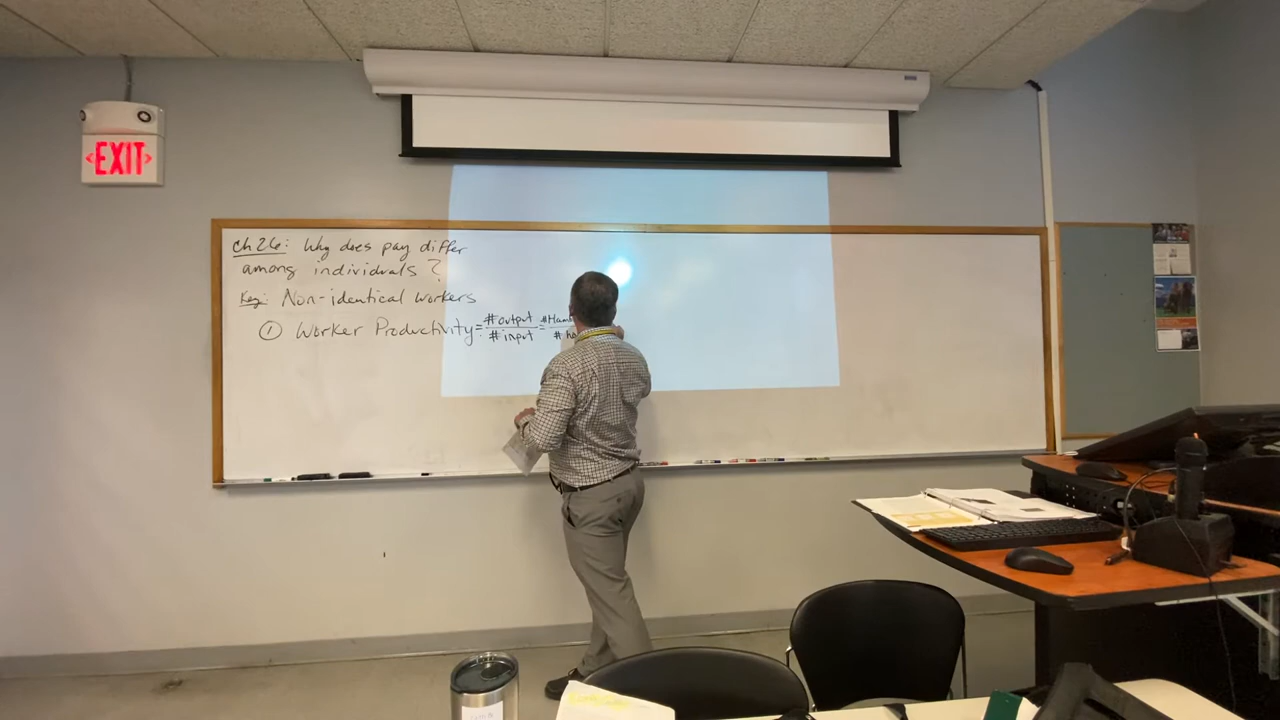 EXIT
Ch 26: Why does pay differ
among individuals?
Key: Non-identical workers
① Worker Productivity = #output / #input =